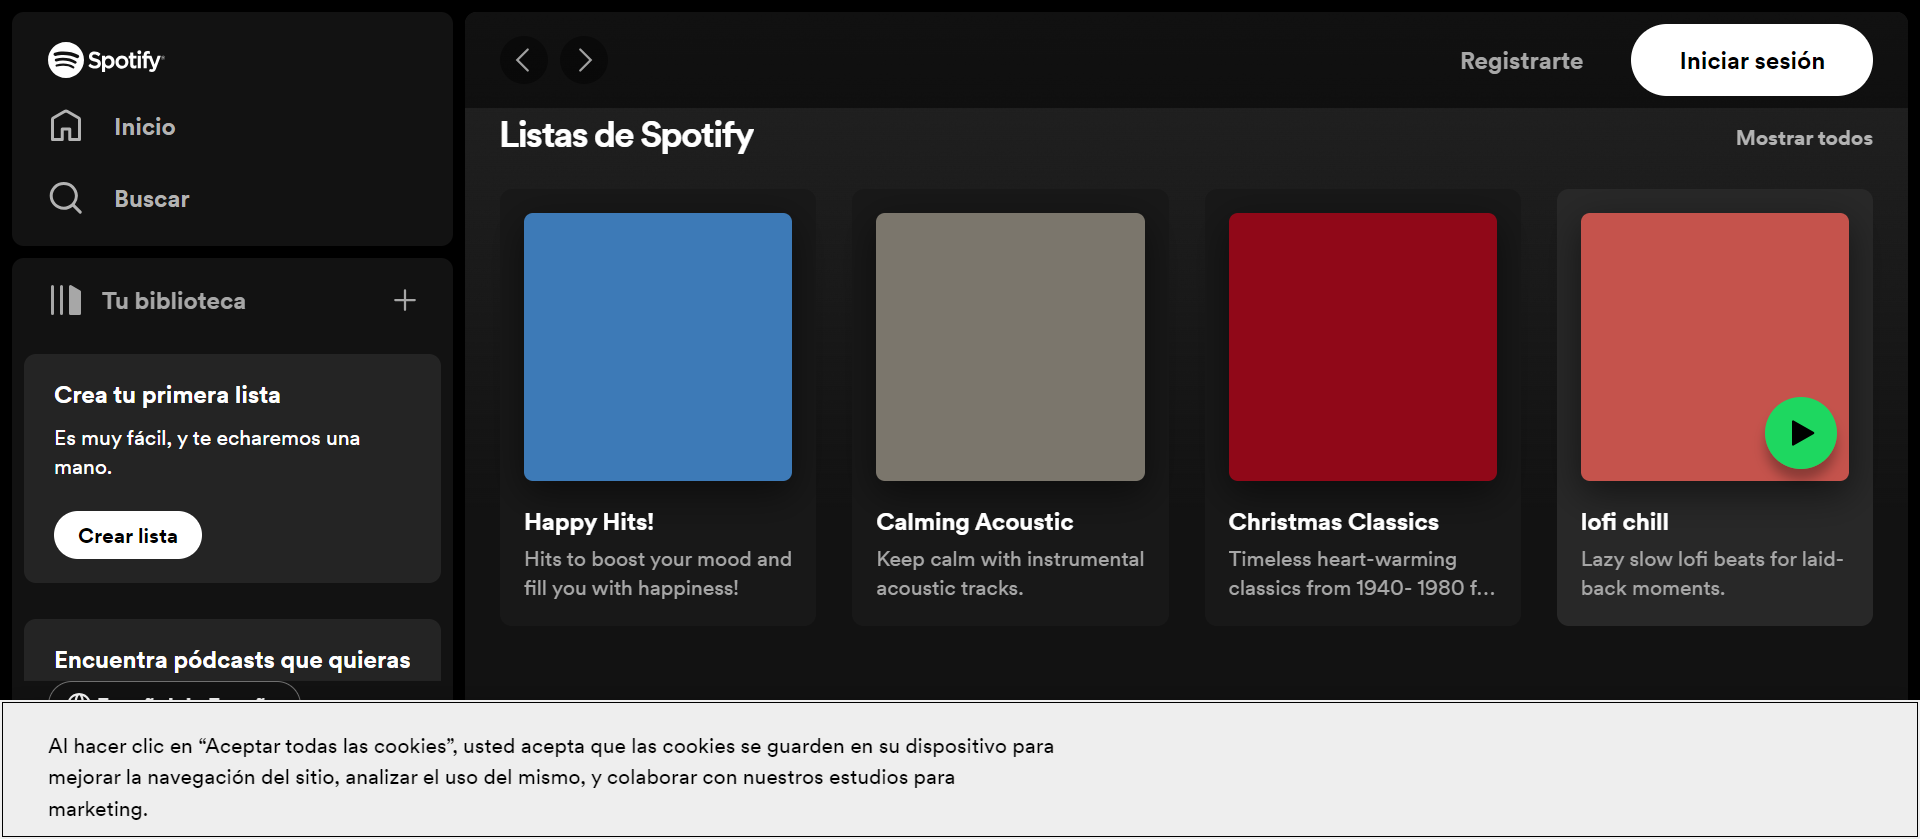 Spotify
Inicio
Buscar
Tu biblioteca
Crea tu primera lista
Es muy fácil, y te echaremos una
mano.
Crear lista
Encuentra pódcasts que quieras
Registrarte
Iniciar sesión
Listas de Spotify
Mostrar todos
Happy Hits!
Hits to boost your mood and
fill you with happiness!
Calming Acoustic
Keep calm with instrumental
acoustic tracks.
Christmas Classics
Timeless heart-warming
classics from 1940- 1980 f...
lofi chill
Lazy slow lofi beats for laid-
back moments.
Al hacer clic en “Aceptar todas las cookies”, usted acepta que las cookies se guarden en su dispositivo para
mejorar la navegación del sitio, analizar el uso del mismo, y colaborar con nuestros estudios para
marketing.